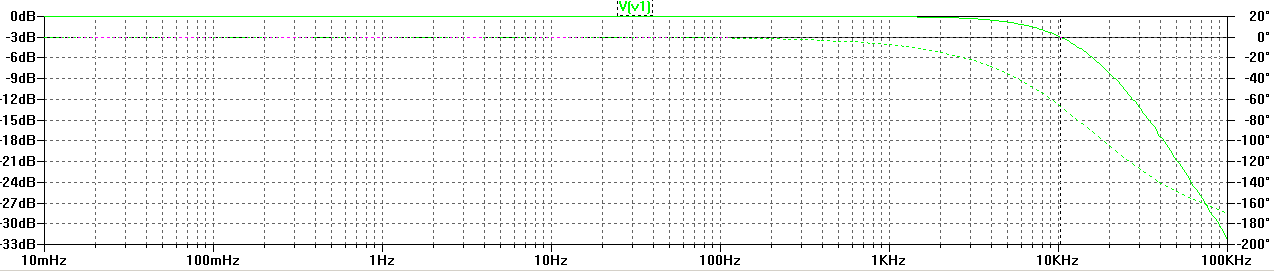 V(v1)
0dB 20°
-3dB 0°
-6dB -20°
-9dB -40°
-12dB -60°
-15dB -80°
-18dB -100°
-21dB -120°
-24dB -140°
-27dB -160°
-30dB -180°
-33dB -200°
10mHz 100mHz 1Hz 10Hz 100Hz 1KHz 10KHz 100KHz